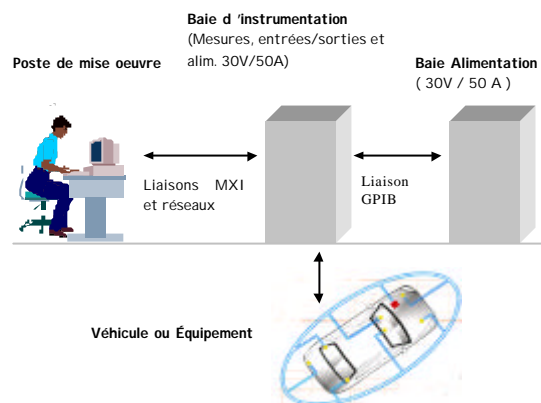 Baie d 'instrumentation
(Mesures, entrées/sorties et
alim. 30V/50A)
Poste de mise oeuvre
Baie Alimentation
( 30V / 50 A )
Liaisons MXI
et réseaux
Liaison
GPIB
Véhicule ou Équipement